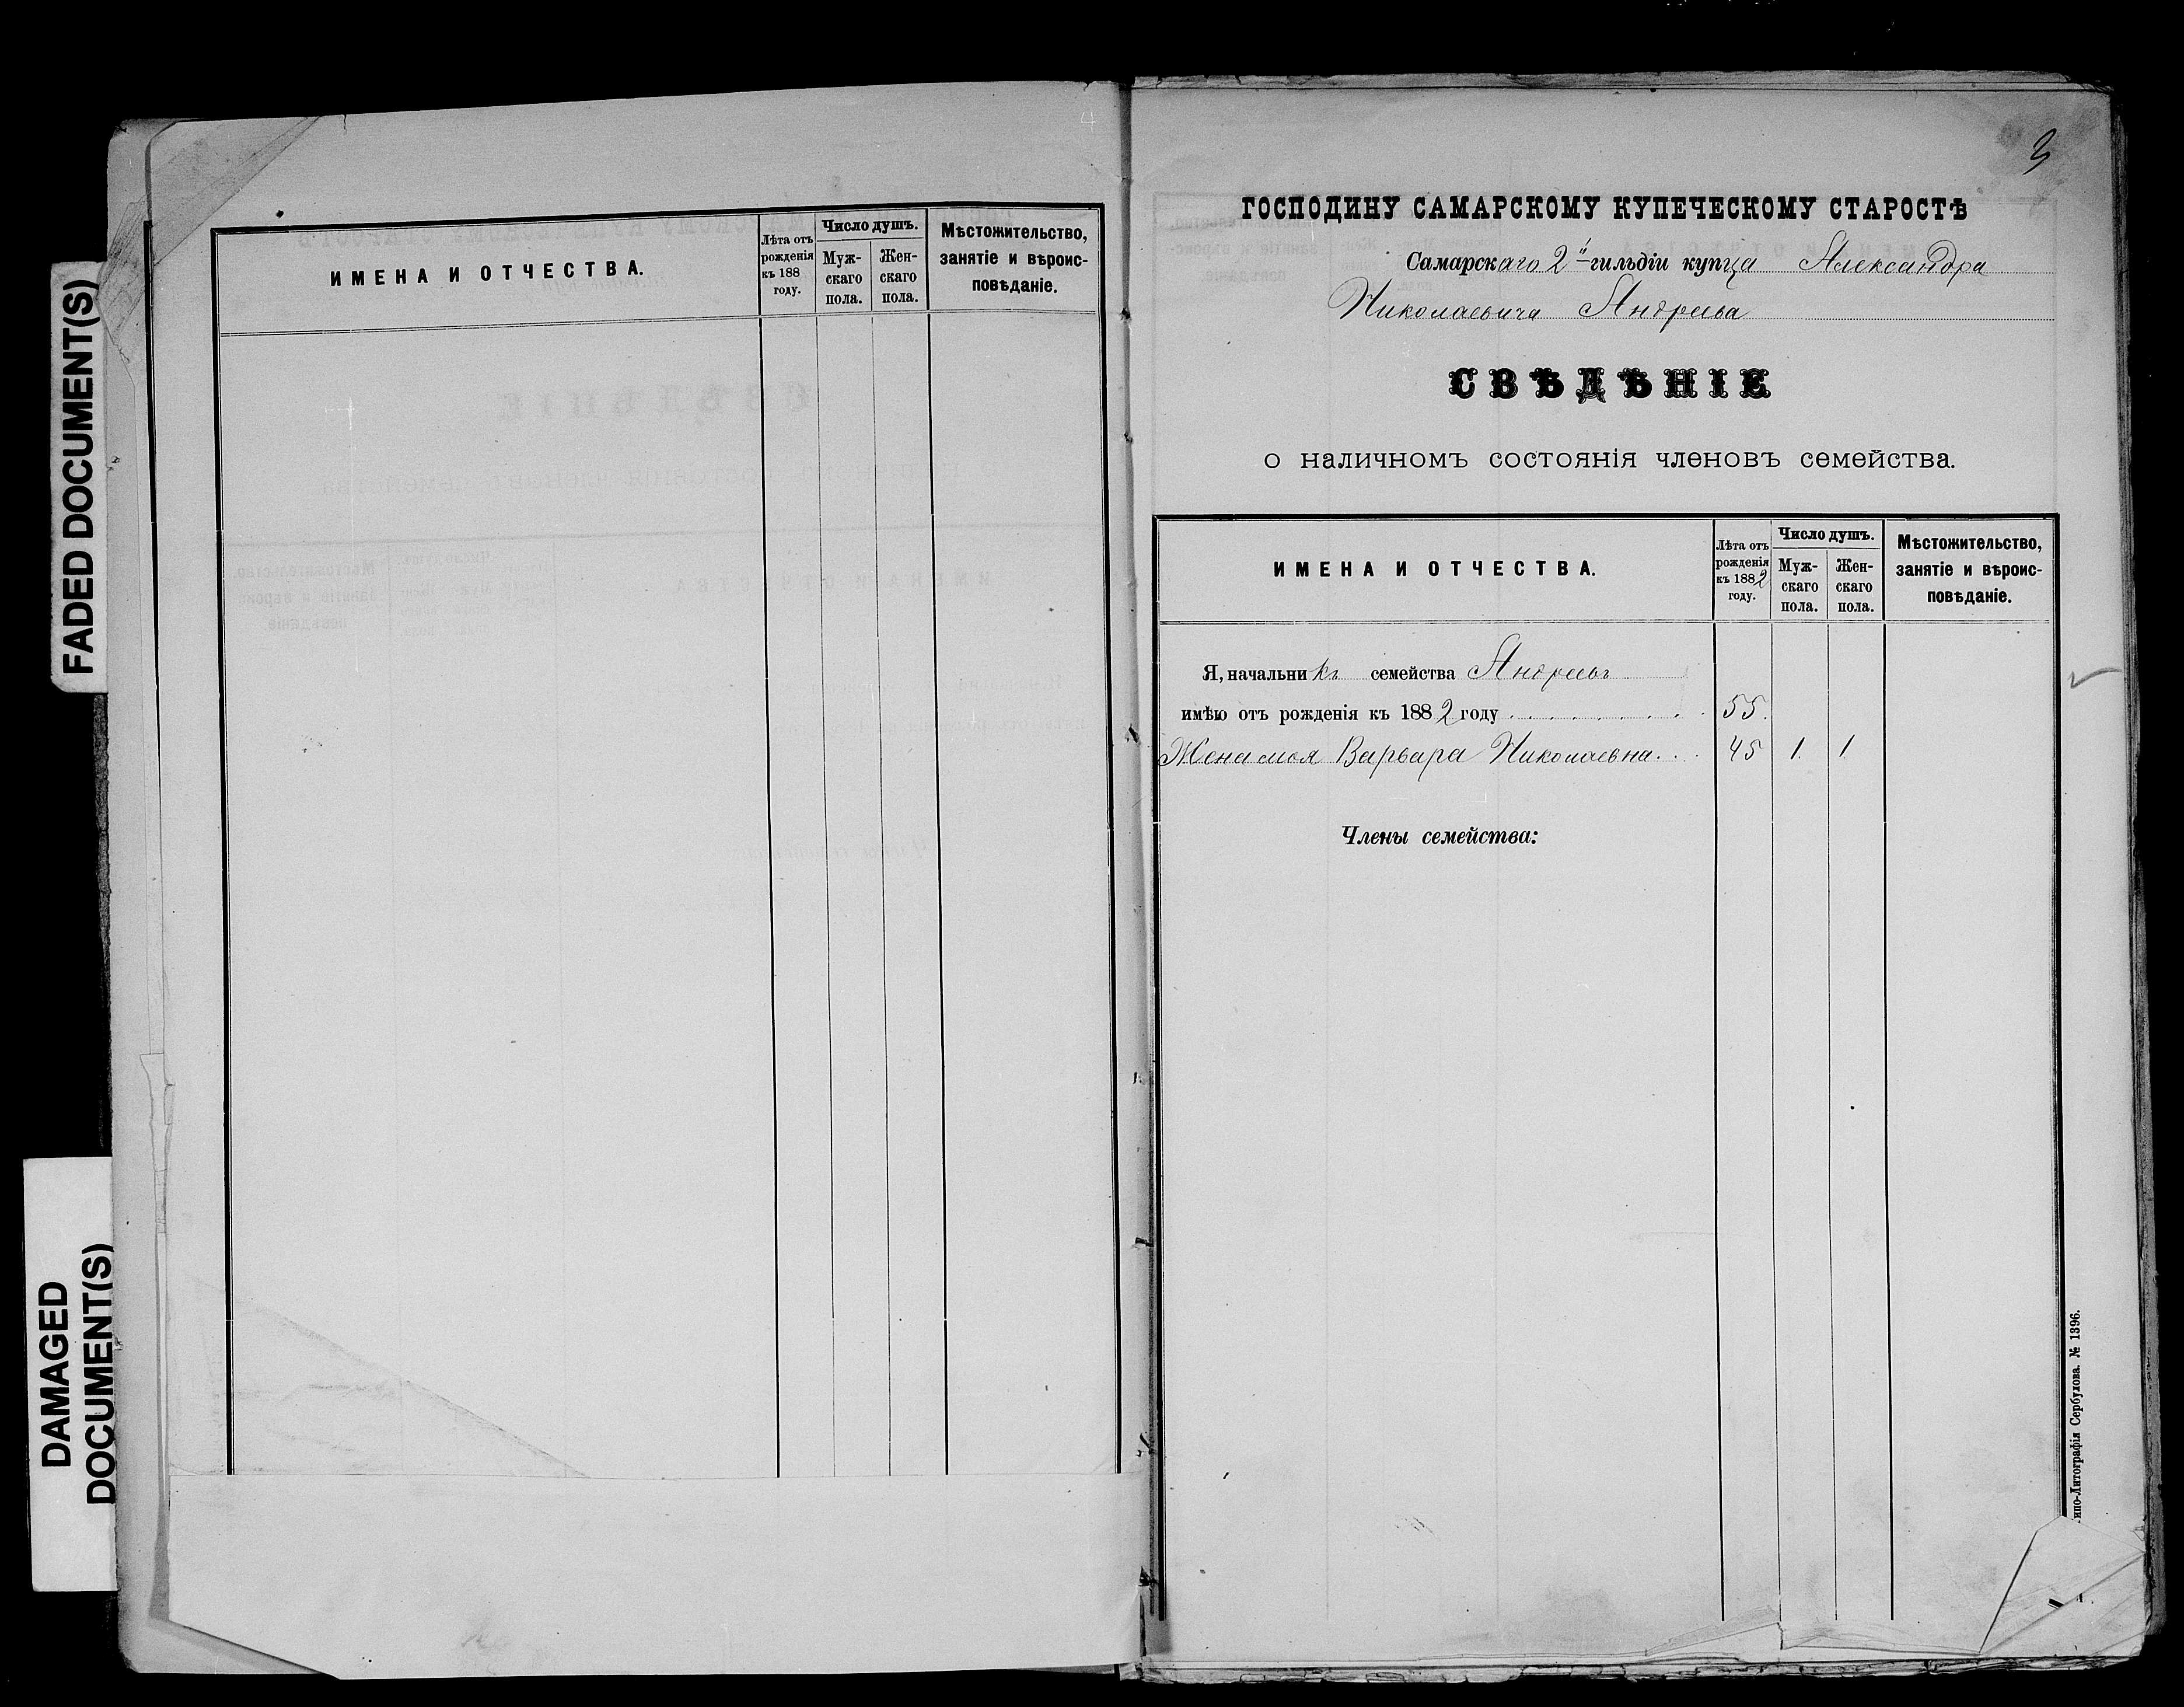 FADED DOCUMENT(S)
DAMAGED
DOCUMENT(S)
4
ИМЕНА И ОТЧЕСТВА.
Лѣта отъ
рожденія
къ 188
году.
Число душъ.
Муж-
скаго
пола.
Жен-
скаго
пола.
Мѣстожительство,
занятіе и вѣроис-
повѣданіе.
3
ГОСПОДИНУ САМАРСКОМУ КУПЕЧЕСКОМУ СТАРОСТѢ
Самарскаго 2й гильдіи купца Александра
Николаевича Андреева
СВѢДѢНІЕ
о наличномъ состоянія членовъ семейства.
ИМЕНА И ОТЧЕСТВА.
Лѣта отъ
рожденія
къ 1882
году.
Число душъ.
Муж-
скаго
пола.
Жен-
скаго
пола.
Мѣстожительство,
занятіе и вѣроис-
повѣданіе.
Я, начальникъ семейства Андреевъ
имѣю отъ рожденія къ 1882 году . . . . . . . . 55.
Жена моя Варвара Николаевна. . . 45 1. 1
Члены семейства:
ипо-Литографія Сербулова. № 1396.